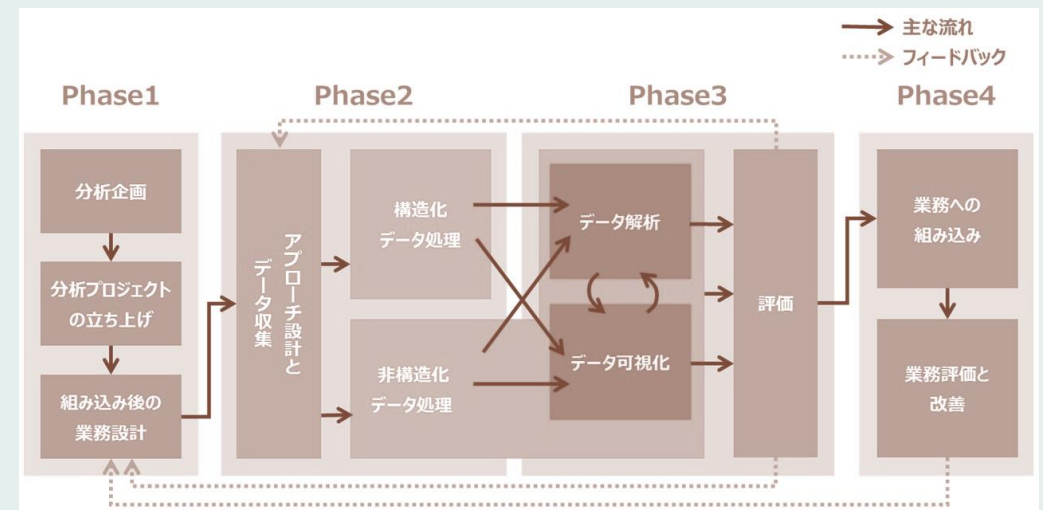 主な流れ
フィードバック
Phase1
Phase2
Phase3
Phase4
分析企画
分析プロジェクト
の立ち上げ
組み込み後の
業務設計
アプローチ設計と
データ収集
構造化
データ処理
非構造化
データ処理
データ解析
データ可視化
評価
業務への
組み込み
業務評価と
改善